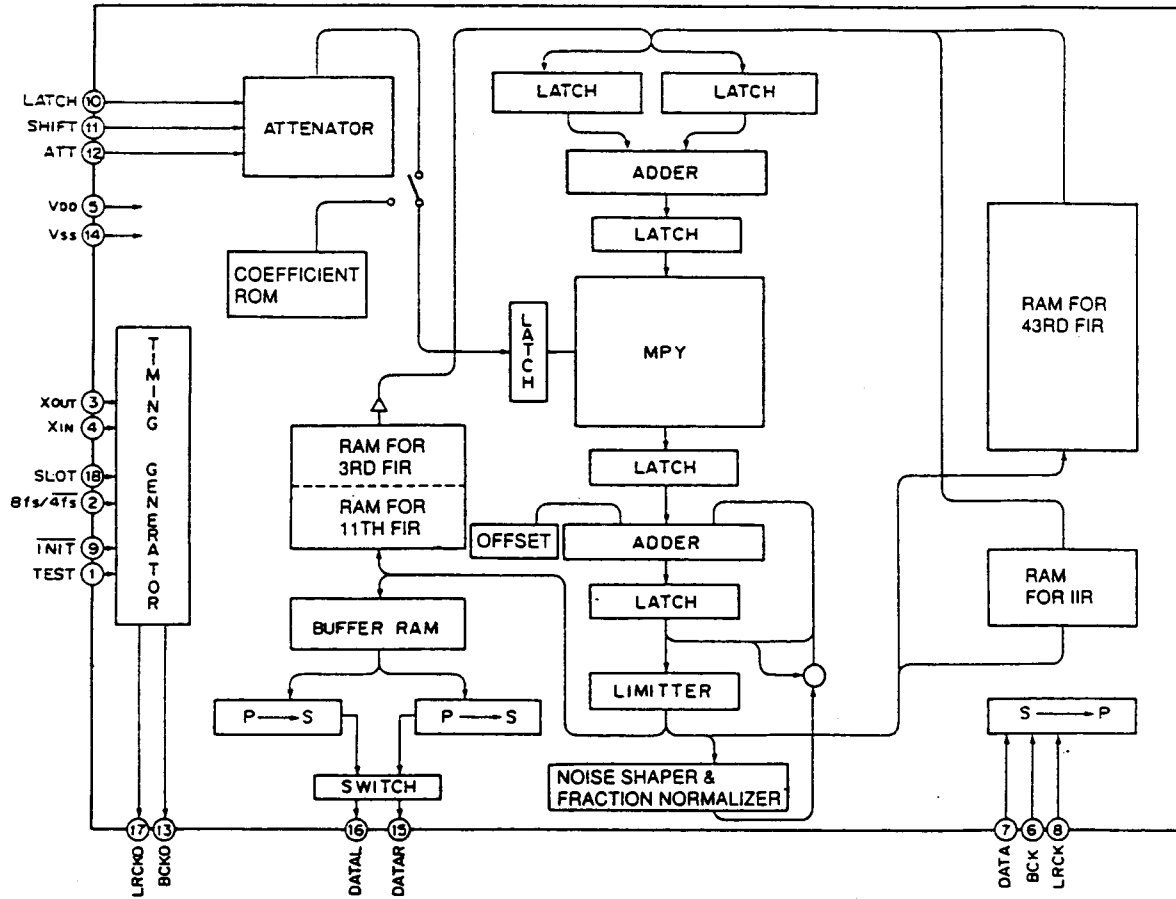 LATCH 10
SHIFT 11
ATT 12
VDD 5
VSS 14
ATTENATOR
COEFFICIENT
ROM
LATCH
LATCH
ADDER
LATCH
LATCH
MPY
RAM FOR
43RD FIR
XOUT 3
XIN 4
SLOT 18
8fs/4fs 2
INIT 9
TEST 1
TIMING GENERATOR
RAM FOR
3RD FIR
RAM FOR
11TH FIR
LATCH
OFFSET
ADDER
LATCH
RAM
FOR IIR
BUFFER RAM
LIMITTER
P → S
P → S
S → P
SWITCH
NOISE SHAPER &
FRACTION NORMALIZER
17 LRCKO
13 BCKO
16 DATAL
15 DATAR
7 DATA
6 BCK
8 LRCK